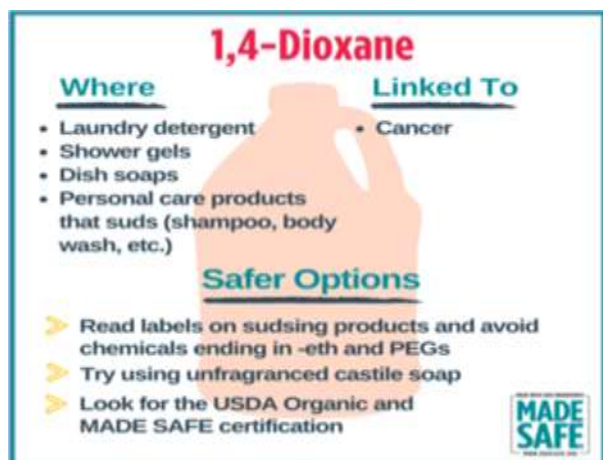 1,4-Dioxane
Where
• Laundry detergent
• Shower gels
• Dish soaps
• Personal care products
that suds (shampoo, body
wash, etc.)
Linked To
• Cancer
Safer Options
Read labels on sudsing products and avoid
chemicals ending in -eth and PEGs
Try using unfragranced castile soap
Look for the USDA Organic and
MADE SAFE certification
MADE
SAFE